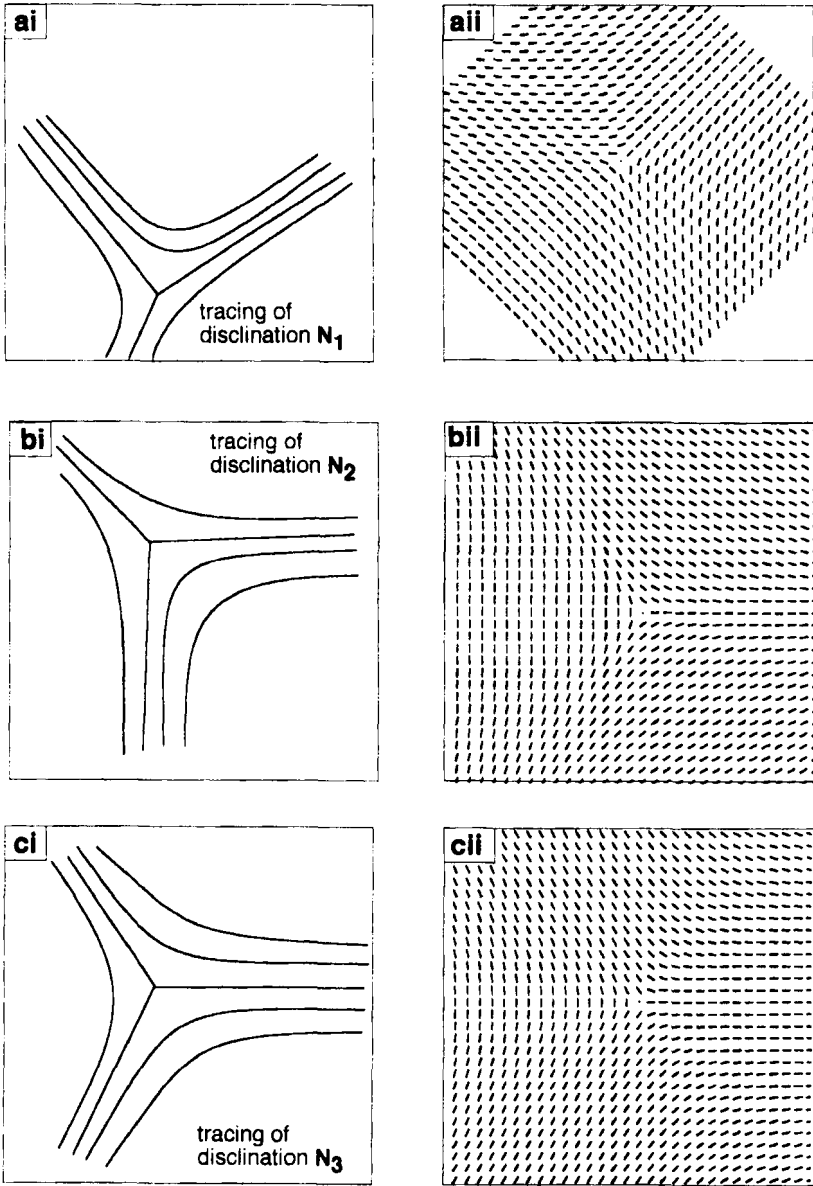 ai
aii
tracing of
disclination N1
bi
tracing of
disclination N2
bii
ci
cii
tracing of
disclination N3